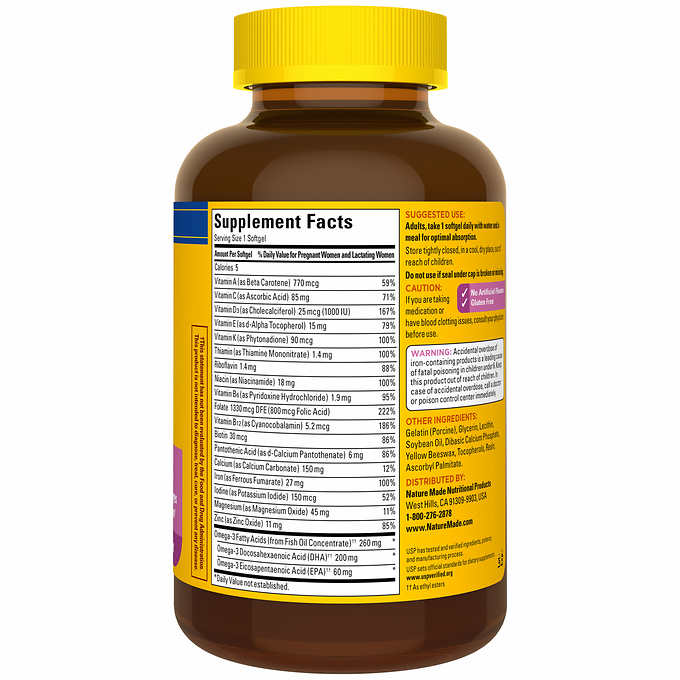 †This statement has not been evaluated by the Food and Drug Administration.
This product is not intended to diagnose, treat, cure, or prevent any disease.
Supplement Facts
Serving Size 1 Softgel
Amount Per Softgel % Daily Value for Pregnant Women and Lactating Women
Calories 5
Vitamin A (as Beta Carotene) 770 mcg 59%
Vitamin C (as Ascorbic Acid) 85 mg 71%
Vitamin D3 (as Cholecalciferol) 25 mcg (1000 IU) 167%
Vitamin E (as d-Alpha Tocopherol) 15 mg 79%
Vitamin K (as Phytonadione) 90 mcg 100%
Thiamin (as Thiamine Mononitrate) 1.4 mg 100%
Riboflavin 1.4 mg 88%
Niacin (as Niacinamide) 18 mg 100%
Vitamin B6 (as Pyridoxine Hydrochloride) 1.9 mg 95%
Folate 1330 mcg DFE (800 mcg Folic Acid) 222%
Vitamin B12 (as Cyanocobalamin) 5.2 mcg 186%
Biotin 30 mcg 86%
Pantothenic Acid (as d-Calcium Pantothenate) 6 mg 86%
Calcium (as Calcium Carbonate) 150 mg 12%
Iron (as Ferrous Fumarate) 27 mg 100%
Iodine (as Potassium Iodide) 150 mcg 52%
Magnesium (as Magnesium Oxide) 45 mg 11%
Zinc (as Zinc Oxide) 11 mg 85%
Omega-3 Fatty Acids (from Fish Oil Concentrate)†† 260 mg *
Omega-3 Docosahexaenoic Acid (DHA)†† 200 mg *
Omega-3 Eicosapentaenoic Acid (EPA)†† 60 mg *
*Daily Value not established.
SUGGESTED USE:
Adults, take 1 softgel daily with water and a
meal for optimal absorption.
Store tightly closed, in a cool, dry place, out of
reach of children.
Do not use if seal under cap is broken or missing.
CAUTION:
If you are taking
medication or
have blood clotting issues, consult your physician
before use.
✓ No Artificial Flavors
✓ Gluten Free
WARNING: Accidental overdose of
iron-containing products is a leading cause
of fatal poisoning in children under 6. Keep
this product out of reach of children. In
case of accidental overdose, call a doctor
or poison control center immediately.
OTHER INGREDIENTS:
Gelatin (Porcine), Glycerin, Lecithin,
Soybean Oil, Dibasic Calcium Phosphate,
Yellow Beeswax, Tocopherols, Resin,
Ascorbyl Palmitate.
DISTRIBUTED BY:
Nature Made Nutritional Products
West Hills, CA 91309-9903, USA
1-800-276-2878
www.NatureMade.com
USP has tested and verified ingredients, potency
and manufacturing process.
USP sets official standards for dietary supplements.
www.uspverified.org
†† As ethyl esters